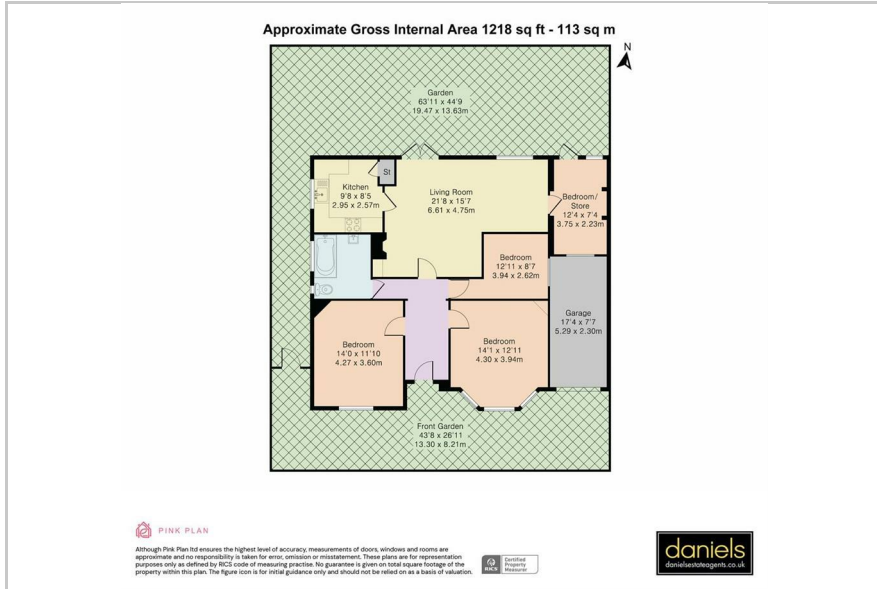 Approximate Gross Internal Area 1218 sq ft - 113 sq m
N
Garden
63'11 x 44'9
19.47 x 13.63m
St
Kitchen
9'8 x 8'5
2.95 x 2.57m
Living Room
21'8 x 15'7
6.61 x 4.75m
Bedroom/
Store
12'4 x 7'4
3.75 x 2.23m
Bedroom
12'11 x 8'7
3.94 x 2.62m
Garage
17'4 x 7'7
5.29 x 2.30m
Bedroom
14'0 x 11'10
4.27 x 3.60m
Bedroom
14'1 x 12'11
4.30 x 3.94m
Front Garden
43'8 x 26'11
13.30 x 8.21m
PINK PLAN
Although Pink Plan ltd ensures the highest level of accuracy, measurements of doors, windows and rooms are
approximate and no responsibility is taken for error, omission or misstatement. These plans are for representation
purposes only as defined by RICS code of measuring practise. No guarantee is given on total square footage of the
property within this plan. The figure icon is for initial guidance only and should not be relied on as a basis of valuation.
RICS
Certified
Property
Measurer
daniels
danielsestateagents.co.uk